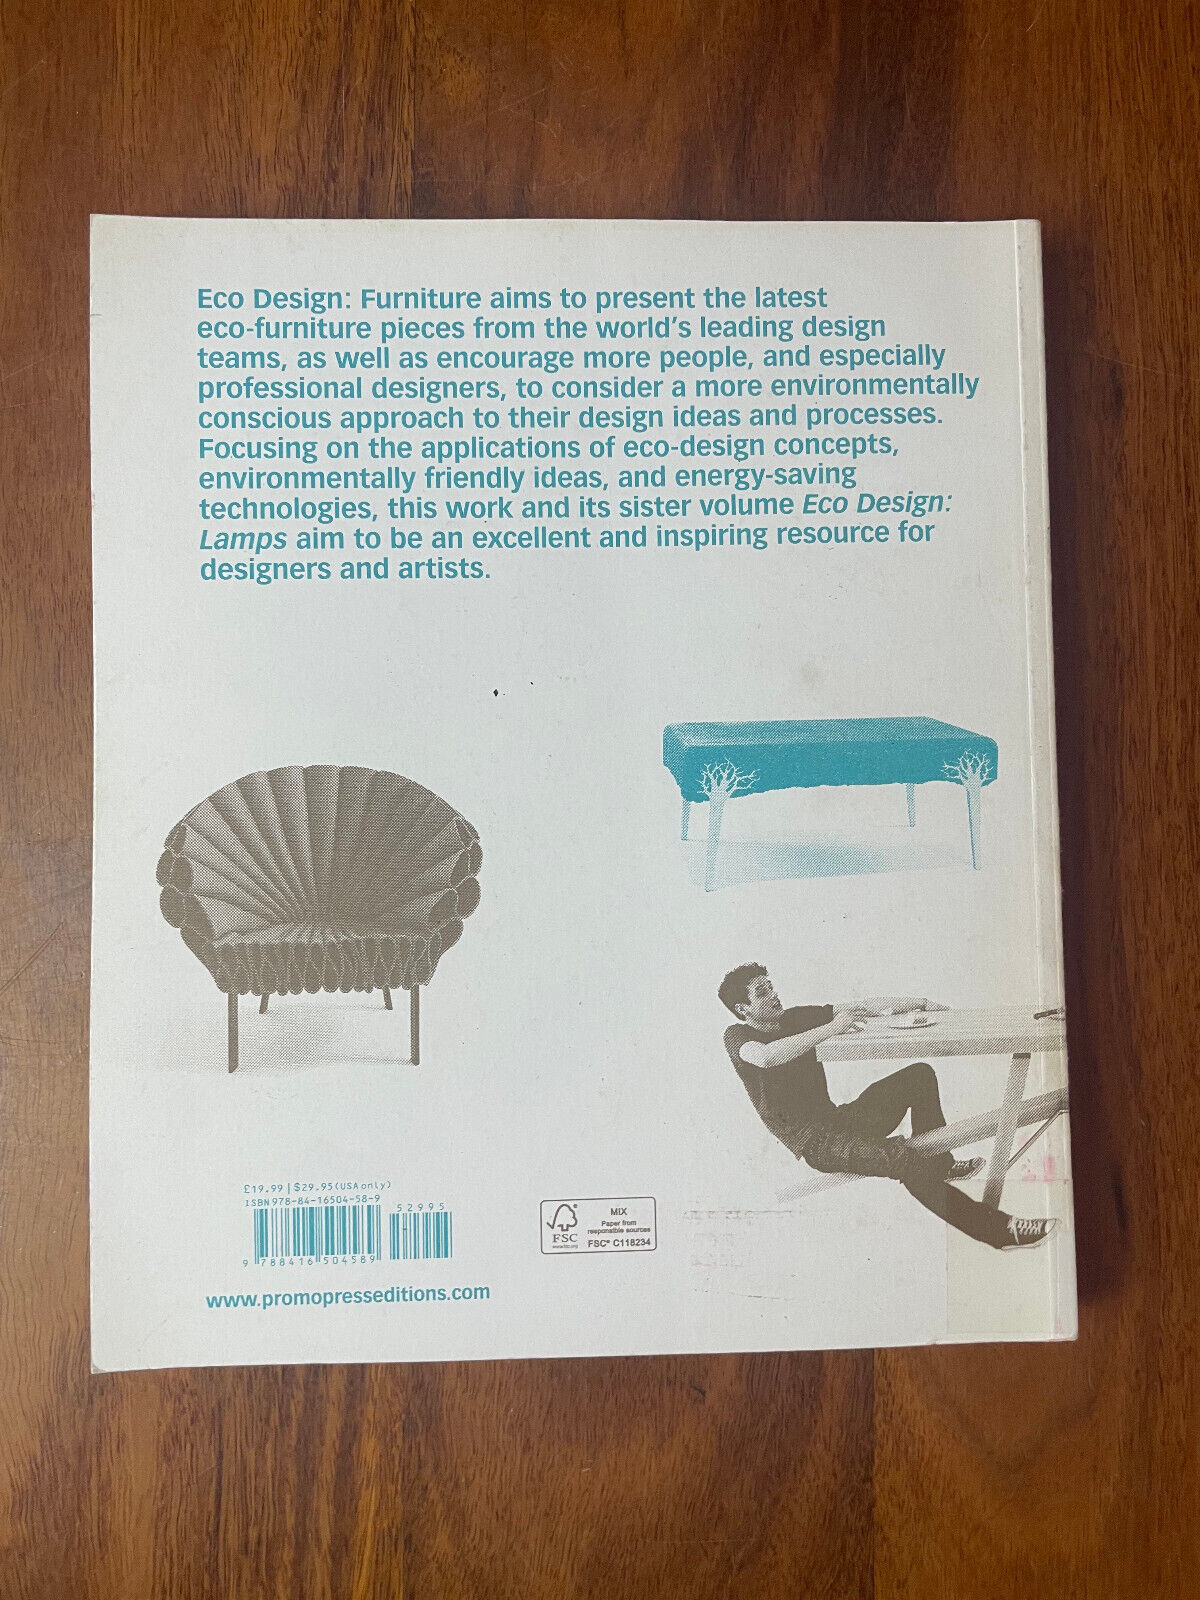 Eco Design: Furniture aims to present the latest
eco-furniture pieces from the world's leading design
teams, as well as encourage more people, and especially
professional designers, to consider a more environmentally
conscious approach to their design ideas and processes.
Focusing on the applications of eco-design concepts,
environmentally friendly ideas, and energy-saving
technologies, this work and its sister volume Eco Design:
Lamps aim to be an excellent and inspiring resource for
designers and artists.
£19.99 | $29.95 (USA only)
ISBN 978-84-16504-58-9
52995
9 788416 504589
www.promopresseditions.com
FSC
www.fsc.org
MIX
Paper from
responsible sources
FSC® C118234